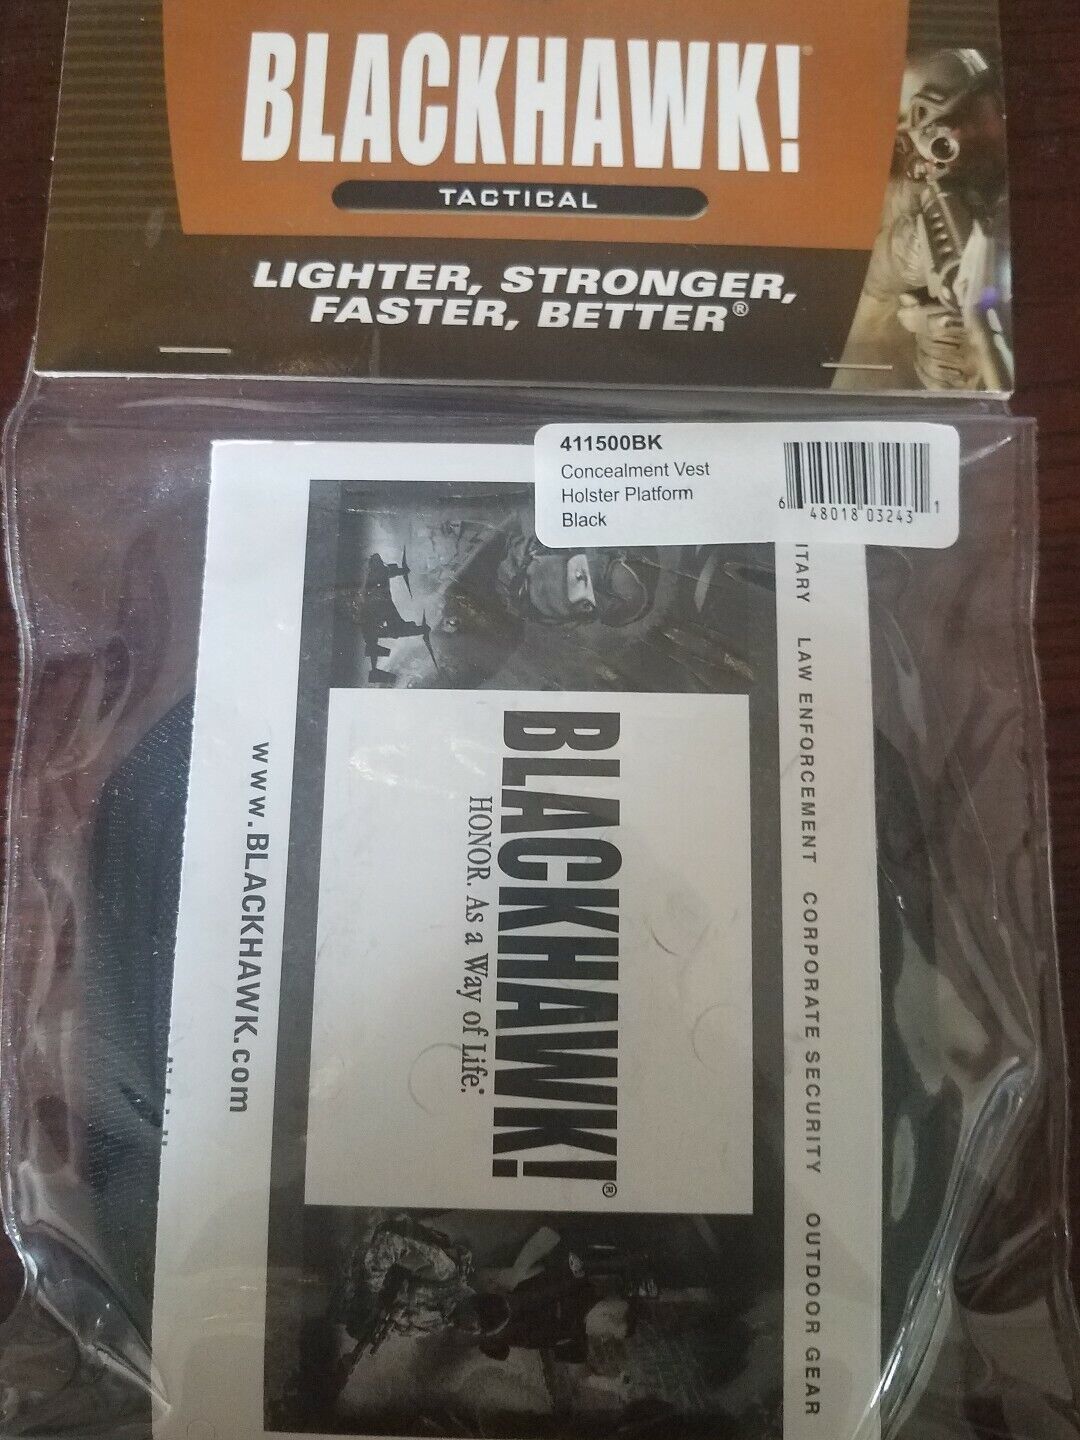 BLACKHAWK!
TACTICAL
LIGHTER, STRONGER,
FASTER, BETTER®
411500BK
Concealment Vest
Holster Platform
Black
6 48018 03243 1
ITARY LAW ENFORCEMENT CORPORATE SECURITY OUTDOOR GEAR
BLACKHAWK!®
HONOR. As a Way of Life.
www.BLACKHAWK.com